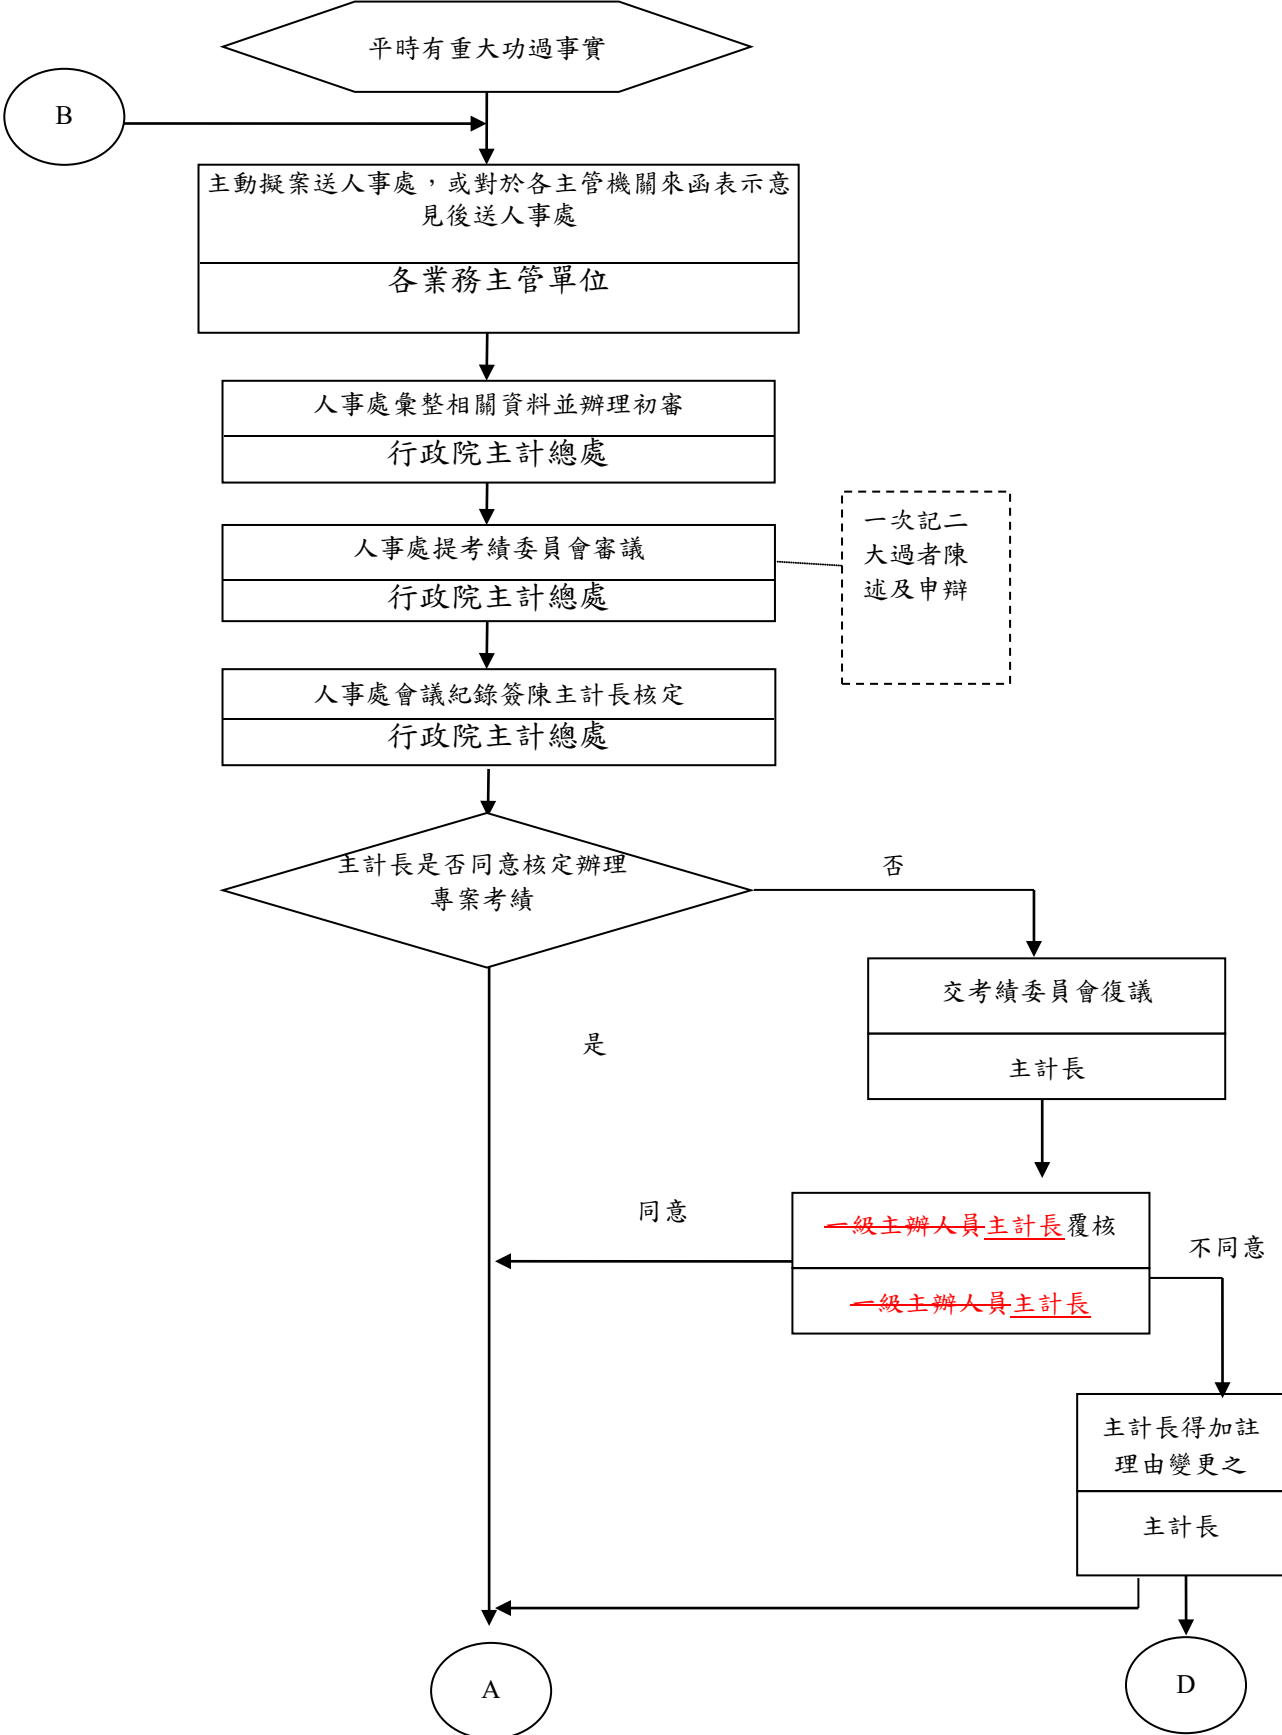 平時有重大功過事實
B
主動擬案送人事處，或對於各主管機關來函表示意
見後送人事處
各業務主管單位
人事處彙整相關資料並辦理初審
行政院主計總處
人事處提考績委員會審議
行政院主計總處
一次記二
大過者陳
述及申辯
人事處會議紀錄簽陳主計長核定
行政院主計總處
主計長是否同意核定辦理
專案考績
否
交考績委員會復議
主計長
是
同意
一級主辦人員主計長覆核
一級主辦人員主計長
不同意
主計長得加註
理由變更之
主計長
A
D